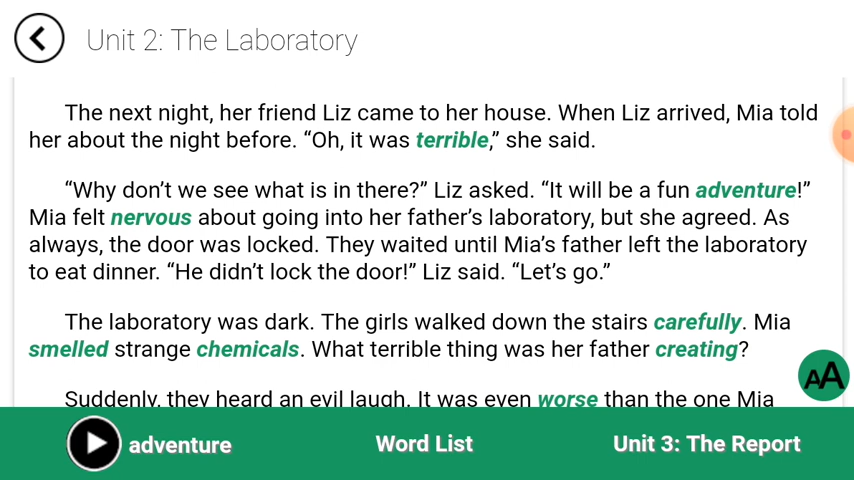 Unit 2: The Laboratory
The next night, her friend Liz came to her house. When Liz arrived, Mia told
her about the night before. “Oh, it was terrible,” she said.
“Why don’t we see what is in there?” Liz asked. “It will be a fun adventure!”
Mia felt nervous about going into her father’s laboratory, but she agreed. As
always, the door was locked. They waited until Mia’s father left the laboratory
to eat dinner. “He didn’t lock the door!” Liz said. “Let’s go.”
The laboratory was dark. The girls walked down the stairs carefully. Mia
smelled strange chemicals. What terrible thing was her father creating?
Suddenly, they heard an evil laugh. It was even worse than the one Mia
AA
adventure
Word List
Unit 3: The Report